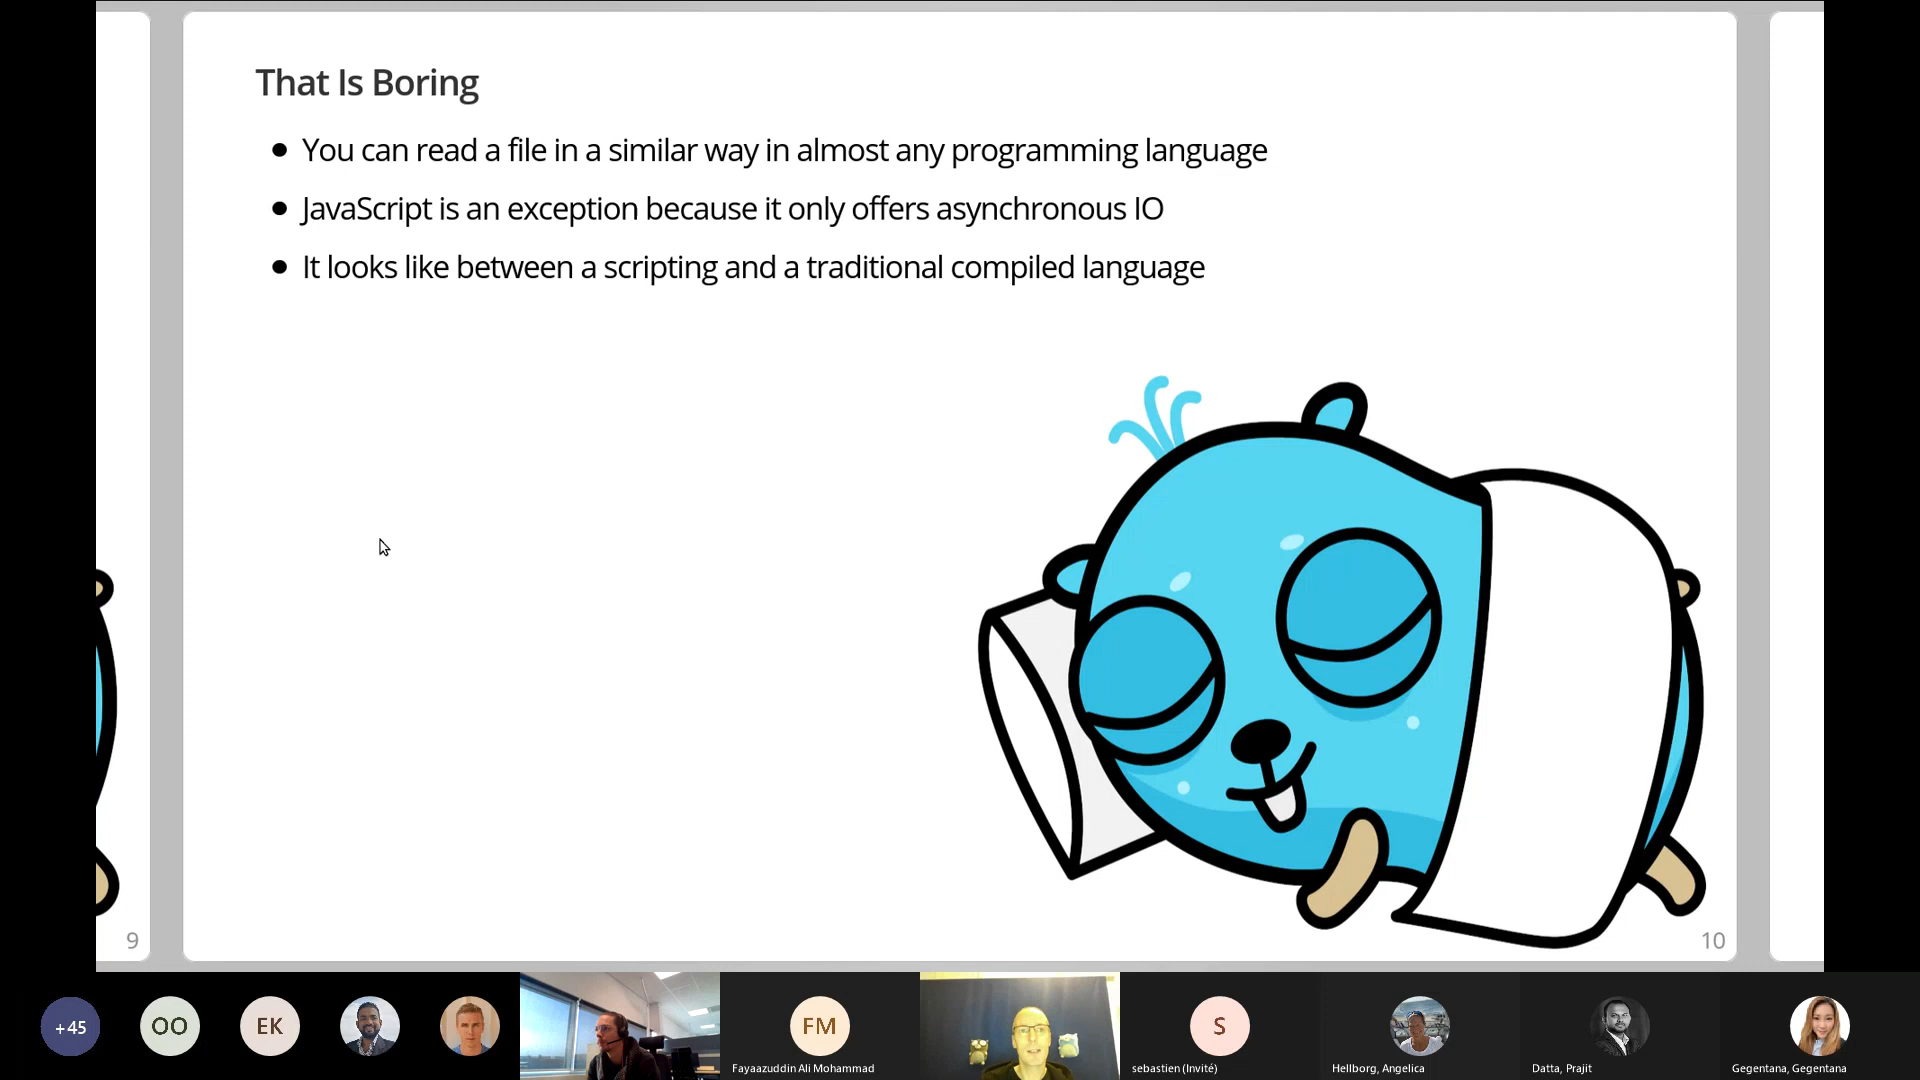 That Is Boring
You can read a file in a similar way in almost any programming language
JavaScript is an exception because it only offers asynchronous IO
It looks like between a scripting and a traditional compiled language
9
10
+45
OO
EK
FM
S
Fayaazuddin Ali Mohammad
sebastien (Invité)
Hellborg, Angelica
Datta, Prajit
Gegentana, Gegentana